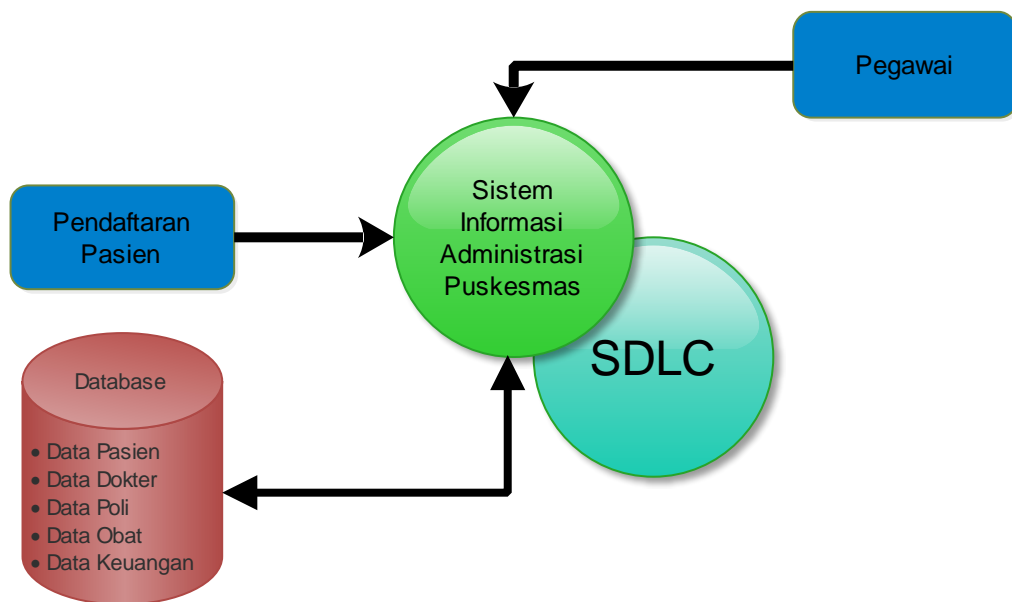 Pegawai
Sistem
Informasi
Administrasi
Puskesmas
Pendaftaran
Pasien
SDLC
Database
• Data Pasien
• Data Dokter
• Data Poli
• Data Obat
• Data Keuangan